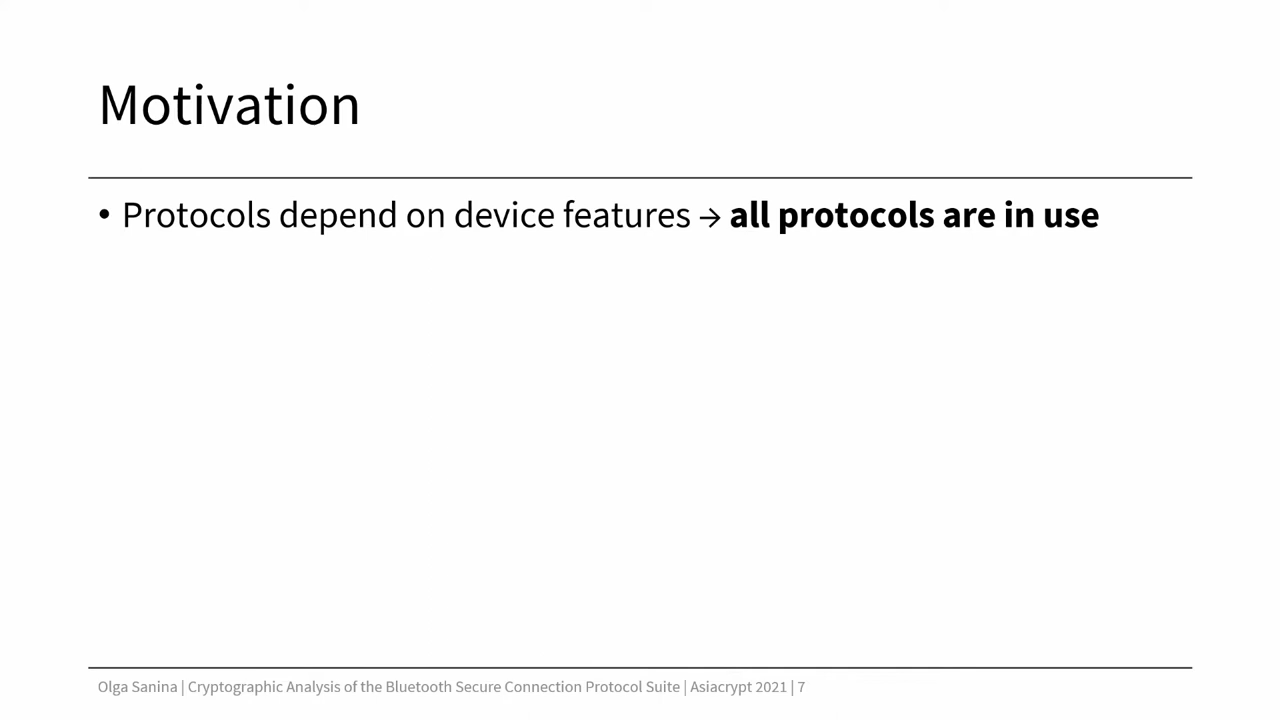 Motivation
• Protocols depend on device features → all protocols are in use
Olga Sanina | Cryptographic Analysis of the Bluetooth Secure Connection Protocol Suite | Asiacrypt 2021 | 7